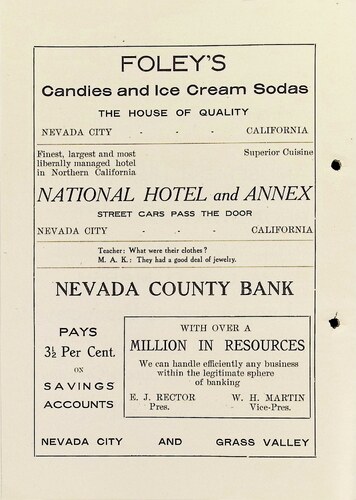 FOLEY'S
Candies and Ice Cream Sodas
THE HOUSE OF QUALITY
NEVADA CITY - - - CALIFORNIA
Finest, largest and most
liberally managed hotel
in Northern California
Superior Cuisine
NATIONAL HOTEL and ANNEX
STREET CARS PASS THE DOOR
NEVADA CITY - - - CALIFORNIA
Teacher: What were their clothes?
M. A. K.: They had a good deal of jewelry.
NEVADA COUNTY BANK
PAYS
3½ Per Cent.
ON
SAVINGS
ACCOUNTS
WITH OVER A
MILLION IN RESOURCES
We can handle efficiently any business
within the legitimate sphere
of banking
E. J. RECTOR W. H. MARTIN
Pres. - Vice-Pres.
NEVADA CITY AND GRASS VALLEY